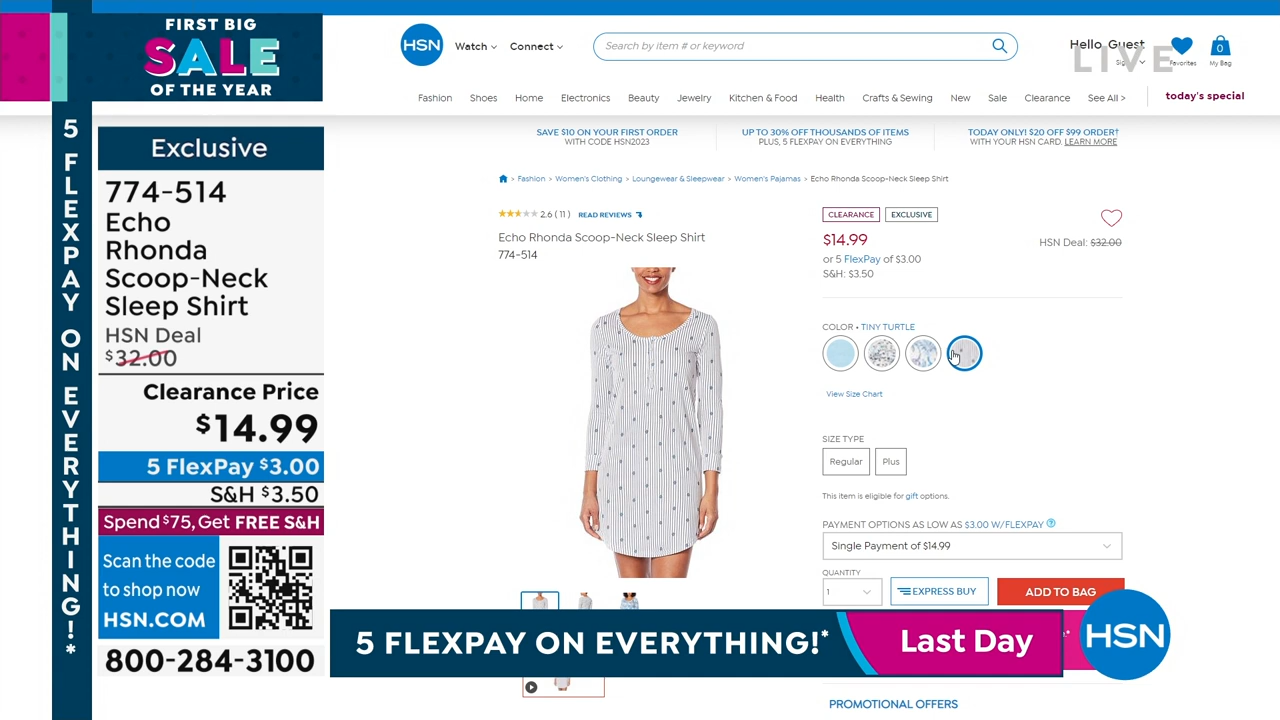 FIRST BIG
SALE
OF THE YEAR
5 FLEXPAY ON EVERYTHING!*
Exclusive
774-514
Echo
Rhonda
Scoop-Neck
Sleep Shirt
HSN Deal
$32.00
Clearance Price
$14.99
5 FlexPay $3.00
S&H $3.50
Spend $75, Get FREE S&H
Scan the code
to shop now
HSN.COM
800-284-3100
HSN
Watch
Connect
Search by item # or keyword
Hello, Guest
LIVE
Favorites
0
My Bag
Fashion Shoes Home Electronics Beauty Jewelry Kitchen & Food Health Crafts & Sewing New Sale Clearance See All > today's special
SAVE $10 ON YOUR FIRST ORDER
WITH CODE HSN2023
UP TO 30% OFF THOUSANDS OF ITEMS
PLUS, 5 FLEXPAY ON EVERYTHING
TODAY ONLY! $20 OFF $99 ORDER†
WITH YOUR HSN CARD. LEARN MORE
> Fashion > Women's Clothing > Loungewear & Sleepwear > Women's Pajamas > Echo Rhonda Scoop-Neck Sleep Shirt
2.6 ( 11 ) READ REVIEWS
Echo Rhonda Scoop-Neck Sleep Shirt
774-514
CLEARANCE EXCLUSIVE
$14.99
HSN Deal: $32.00
or 5 FlexPay of $3.00
S&H: $3.50
COLOR • TINY TURTLE
View Size Chart
SIZE TYPE
Regular Plus
This item is eligible for gift options.
PAYMENT OPTIONS AS LOW AS $3.00 W/FLEXPAY ?
Single Payment of $14.99
QUANTITY
1
EXPRESS BUY
ADD TO BAG
5 FLEXPAY ON EVERYTHING!*
Last Day
HSN
PROMOTIONAL OFFERS